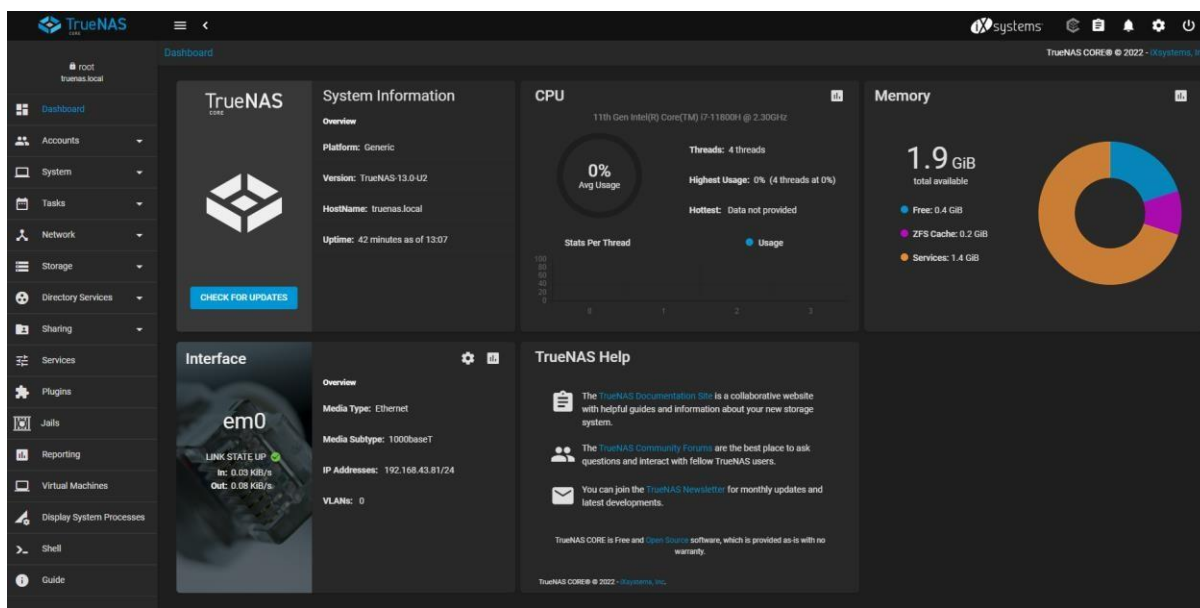 TrueNAS
CORE
iXsystems
root
truenas.local
Dashboard
TrueNAS CORE® © 2022 - iXsystems, In
Dashboard
Accounts
System
Tasks
Network
Storage
Directory Services
Sharing
Services
Plugins
Jails
Reporting
Virtual Machines
Display System Processes
Shell
Guide
TrueNAS
CORE
CHECK FOR UPDATES
System Information
Overview
Platform: Generic
Version: TrueNAS-13.0-U2
HostName: truenas.local
Uptime: 42 minutes as of 13:07
CPU
11th Gen Intel(R) Core(TM) i7-11800H @ 2.30GHz
0%
Avg Usage
Threads: 4 threads
Highest Usage: 0% (4 threads at 0%)
Hottest: Data not provided
Stats Per Thread
Usage
100
80
60
40
20
0
0 1 2 3
Memory
1.9 GiB
total available
Free: 0.4 GiB
ZFS Cache: 0.2 GiB
Services: 1.4 GiB
Interface
em0
LINK STATE UP
In: 0.03 KiB/s
Out: 0.08 KiB/s
Overview
Media Type: Ethernet
Media Subtype: 1000baseT
IP Addresses: 192.168.43.81/24
VLANs: 0
TrueNAS Help
The TrueNAS Documentation Site is a collaborative website
with helpful guides and information about your new storage
system.
The TrueNAS Community Forums are the best place to ask
questions and interact with fellow TrueNAS users.
You can join the TrueNAS Newsletter for monthly updates and
latest developments.
TrueNAS CORE is Free and Open Source software, which is provided as-is with no
warranty.
TrueNAS CORE® © 2022 - iXsystems, Inc.